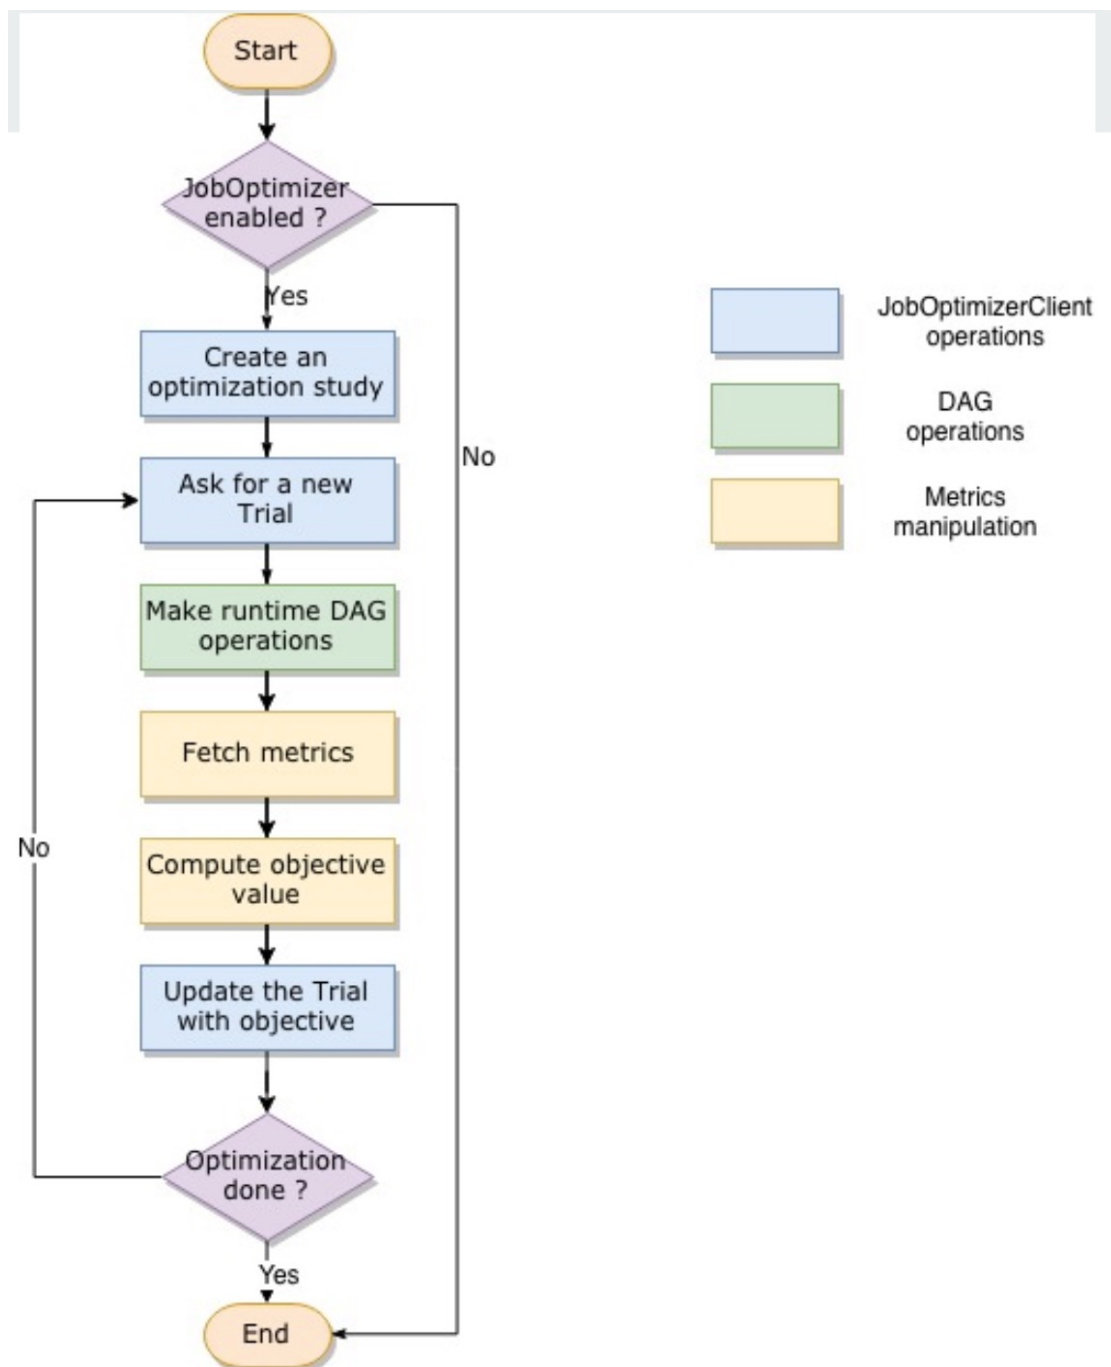 Start
JobOptimizer
enabled ?
Yes
Create an
optimization study
No
Ask for a new
Trial
Make runtime DAG
operations
Fetch metrics
No
Compute objective
value
Update the Trial
with objective
Optimization
done ?
Yes
End
JobOptimizerClient
operations
DAG
operations
Metrics
manipulation